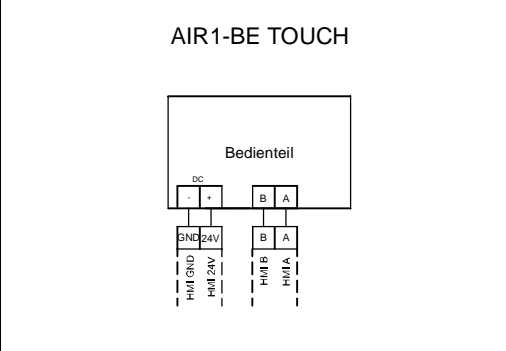 AIR1-BE TOUCH
Bedienteil
DC
- + B A
GND 24V B A
HMI GND
HMI 24V
HMI B
HMI A